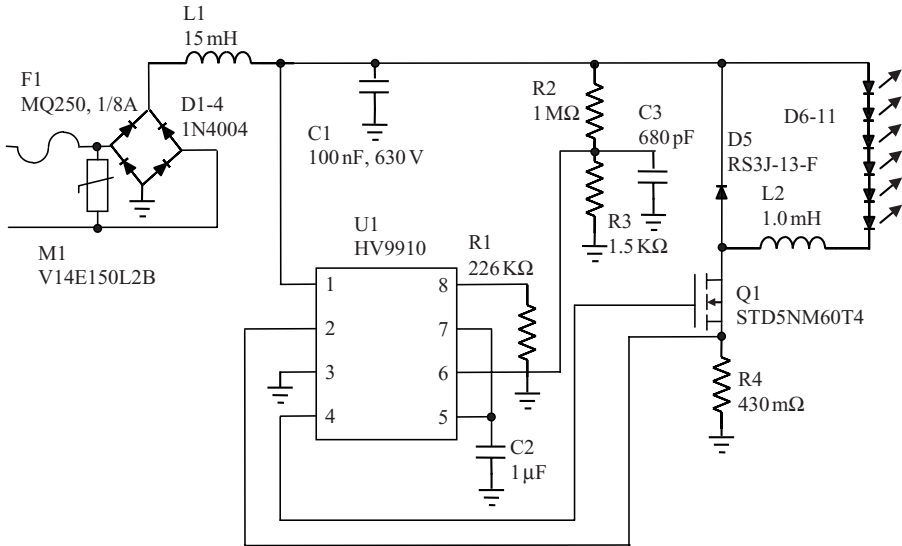 L1
15 mH
F1
MQ250, 1/8A
D1-4
1N4004
C1
100 nF, 630 V
R2
1 MΩ
C3
680 pF
D6-11
D5
RS3J-13-F
L2
1.0 mH
R3
1.5 KΩ
M1
V14E150L2B
U1
HV9910
R1
226 KΩ
1
8
2
7
3
6
4
5
Q1
STD5NM60T4
R4
430 mΩ
C2
1 µF